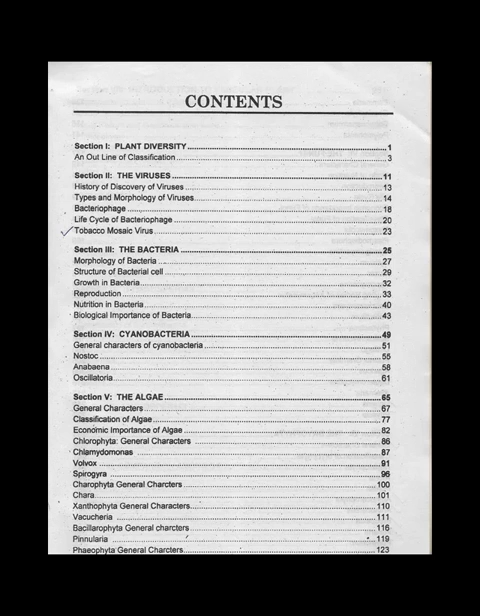 CONTENTS
Section I: PLANT DIVERSITY 1
An Out Line of Classification 3
Section II: THE VIRUSES 11
History of Discovery of Viruses 13
Types and Morphology of Viruses 14
Bacteriophage 18
Life Cycle of Bacteriophage 20
Tobacco Mosaic Virus 23
Section III: THE BACTERIA 25
Morphology of Bacteria 27
Structure of Bacterial cell 29
Growth in Bacteria 32
Reproduction 33
Nutrition in Bacteria 40
Biological Importance of Bacteria 43
Section IV: CYANOBACTERIA 49
General characters of cyanobacteria 51
Nostoc 55
Anabaena 58
Oscillatoria 61
Section V: THE ALGAE 65
General Characters 67
Classification of Algae 77
Economic Importance of Algae 82
Chlorophyta: General Characters 86
Chlamydomonas 87
Volvox 91
Spirogyra 96
Charophyta General Charcters 100
Chara 101
Xanthophyta General Characters 110
Vacucheria 111
Bacillarophyta General charcters 116
Pinnularia 119
Phaeophyta General Charcters 123